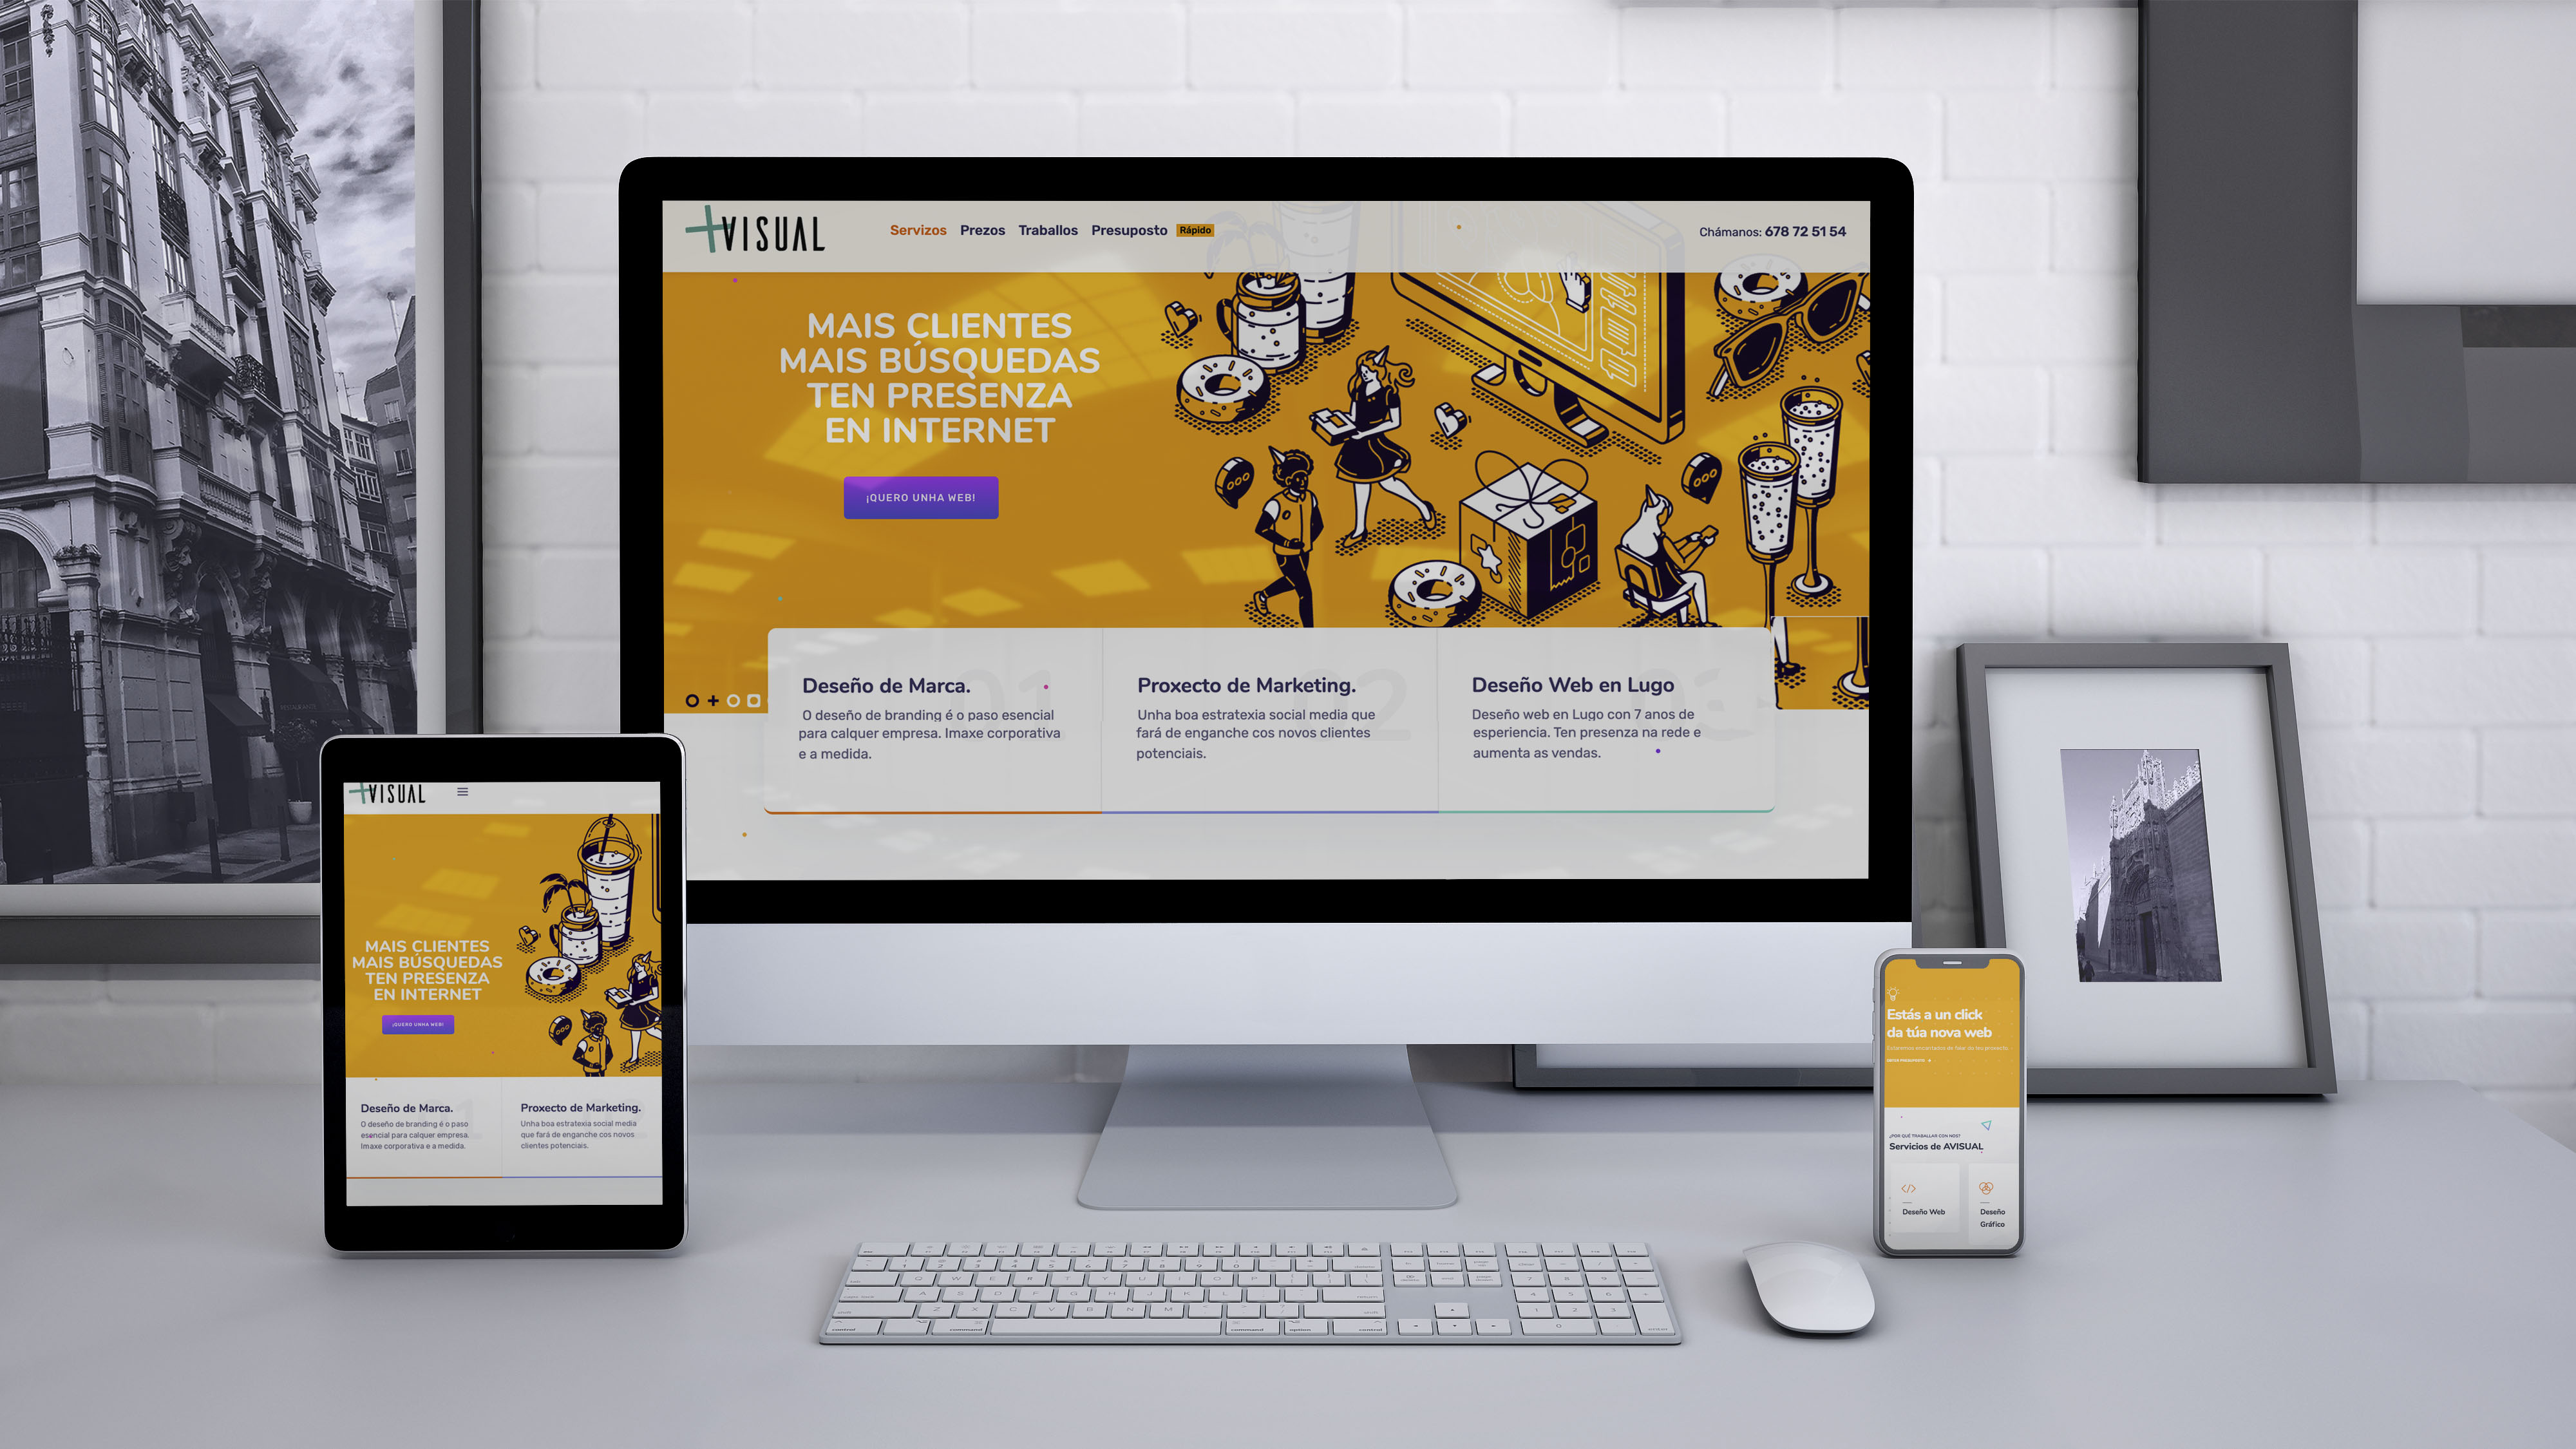 VISUAL
Servizos Prezos Traballos Presuposto Rápido
Chámanos: 678 72 51 54
MAIS CLIENTES
MAIS BÚSQUEDAS
TEN PRESENZA
EN INTERNET
¡QUERO UNHA WEB!
01
Deseño de Marca.
O deseño de branding é o paso esencial
para calquer empresa. Imaxe corporativa
e a medida.
02
Proxecto de Marketing.
Unha boa estratexia social media que
fará de enganche cos novos clientes
potenciais.
03
Deseño Web en Lugo
Deseño web en Lugo con 7 anos de
esperiencia. Ten presenza na rede e
aumenta as vendas.
VISUAL
MAIS CLIENTES
MAIS BÚSQUEDAS
TEN PRESENZA
EN INTERNET
¡QUERO UNHA WEB!
Deseño de Marca.
O deseño de branding é o paso
esencial para calquer empresa.
Imaxe corporativa e a medida.
Proxecto de Marketing.
Unha boa estratexia social media
que fará de enganche cos novos
clientes potenciais.
Estás a un click
da túa nova web
¿POR QUÉ TRABALLAR CON NOS?
Servicios de AVISUAL
Deseño Web
Deseño
Gráfico